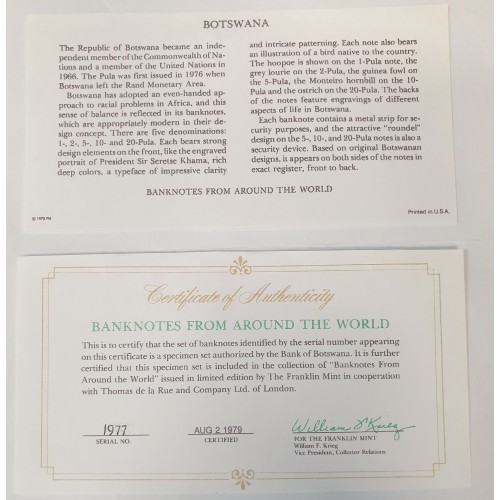 BOTSWANA
The Republic of Botswana became an inde-
pendent member of the Commonwealth of Na-
tions and a member of the United Nations in
1966. The Pula was first issued in 1976 when
Botswana left the Rand Monetary Area.
Botswana has adopted an even-handed ap-
proach to racial problems in Africa, and this
sense of balance is reflected in its banknotes,
which are appropriately modern in their de-
sign concept. There are five denominations:
1-, 2-, 5-, 10- and 20-Pula. Each bears strong
design elements on the front, like the engraved
portrait of President Sir Seretse Khama, rich
deep colors, a typeface of impressive clarity
and intricate patterning. Each note also bears
an illustration of a bird native to the country.
The hoopoe is shown on the 1-Pula note, the
grey lourie on the 2-Pula, the guinea fowl on
the 5-Pula, the Monteiro hornbill on the 10-
Pula and the ostrich on the 20-Pula. The backs
of the notes feature engravings of different
aspects of life in Botswana.
Each banknote contains a metal strip for se-
curity purposes, and the attractive "roundel"
design on the 5-, 10-, and 20-Pula notes is also a
security device. Based on original Botswanan
designs, it appears on both sides of the notes in
exact register, front to back.
BANKNOTES FROM AROUND THE WORLD
© 1979 FM
Printed in U.S.A.
Certificate of Authenticity
BANKNOTES FROM AROUND THE WORLD
This is to certify that the set of banknotes identified by the serial number appearing
on this certificate is a specimen set authorized by the Bank of Botswana. It is further
certified that this specimen set is included in the collection of "Banknotes From
Around the World" issued in limited edition by The Franklin Mint in cooperation
with Thomas de la Rue and Company Ltd. of London.
1977
SERIAL NO.
AUG 2 1979
CERTIFIED
William F. Krieg
FOR THE FRANKLIN MINT
William F. Krieg
Vice President, Collector Relations